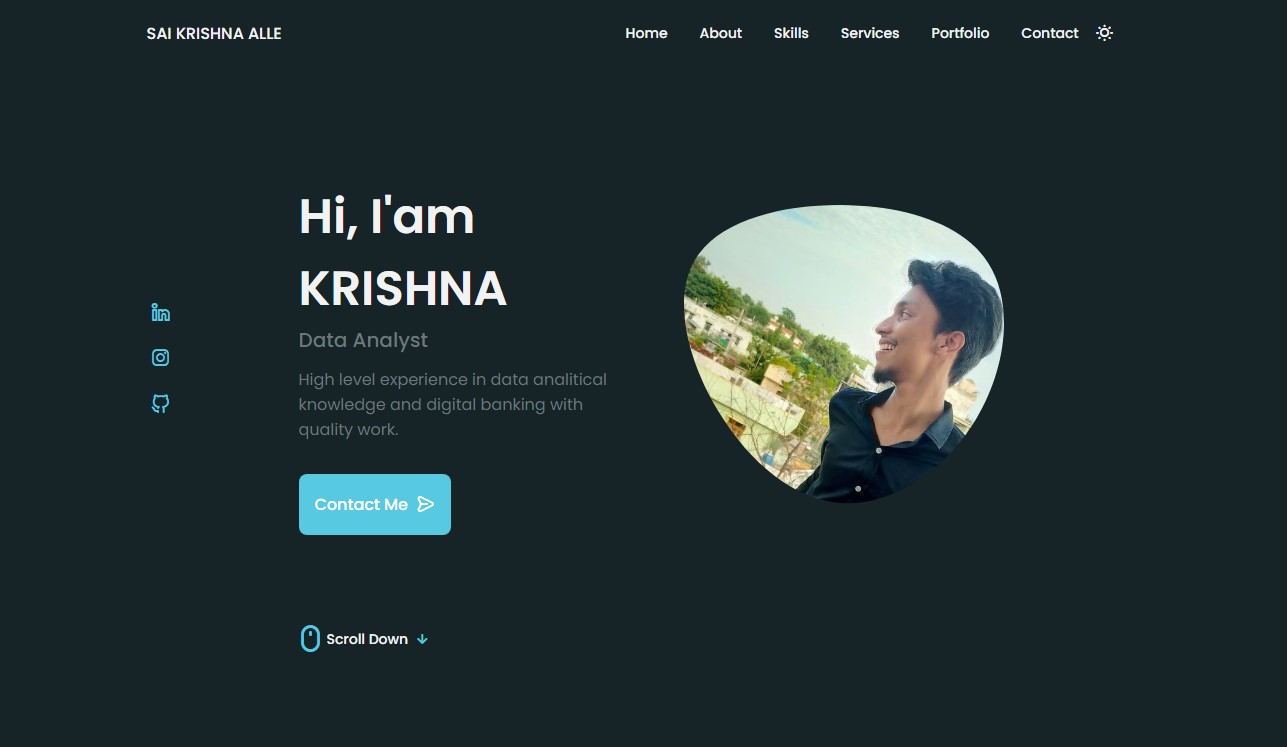 SAI KRISHNA ALLE
Home About Skills Services Portfolio Contact
Hi, I'am
KRISHNA
Data Analyst
High level experience in data analitical
knowledge and digital banking with
quality work.
Contact Me
Scroll Down